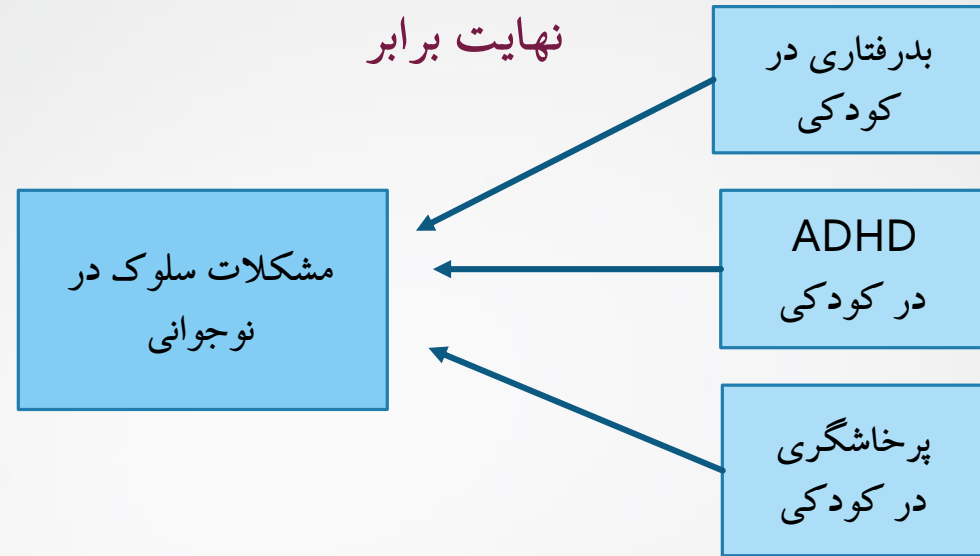 نهایت برابر
بدرفتاری در
کودکی
ADHD
در کودکی
پرخاشگری
در کودکی
مشکلات سلوک در
نوجوانی